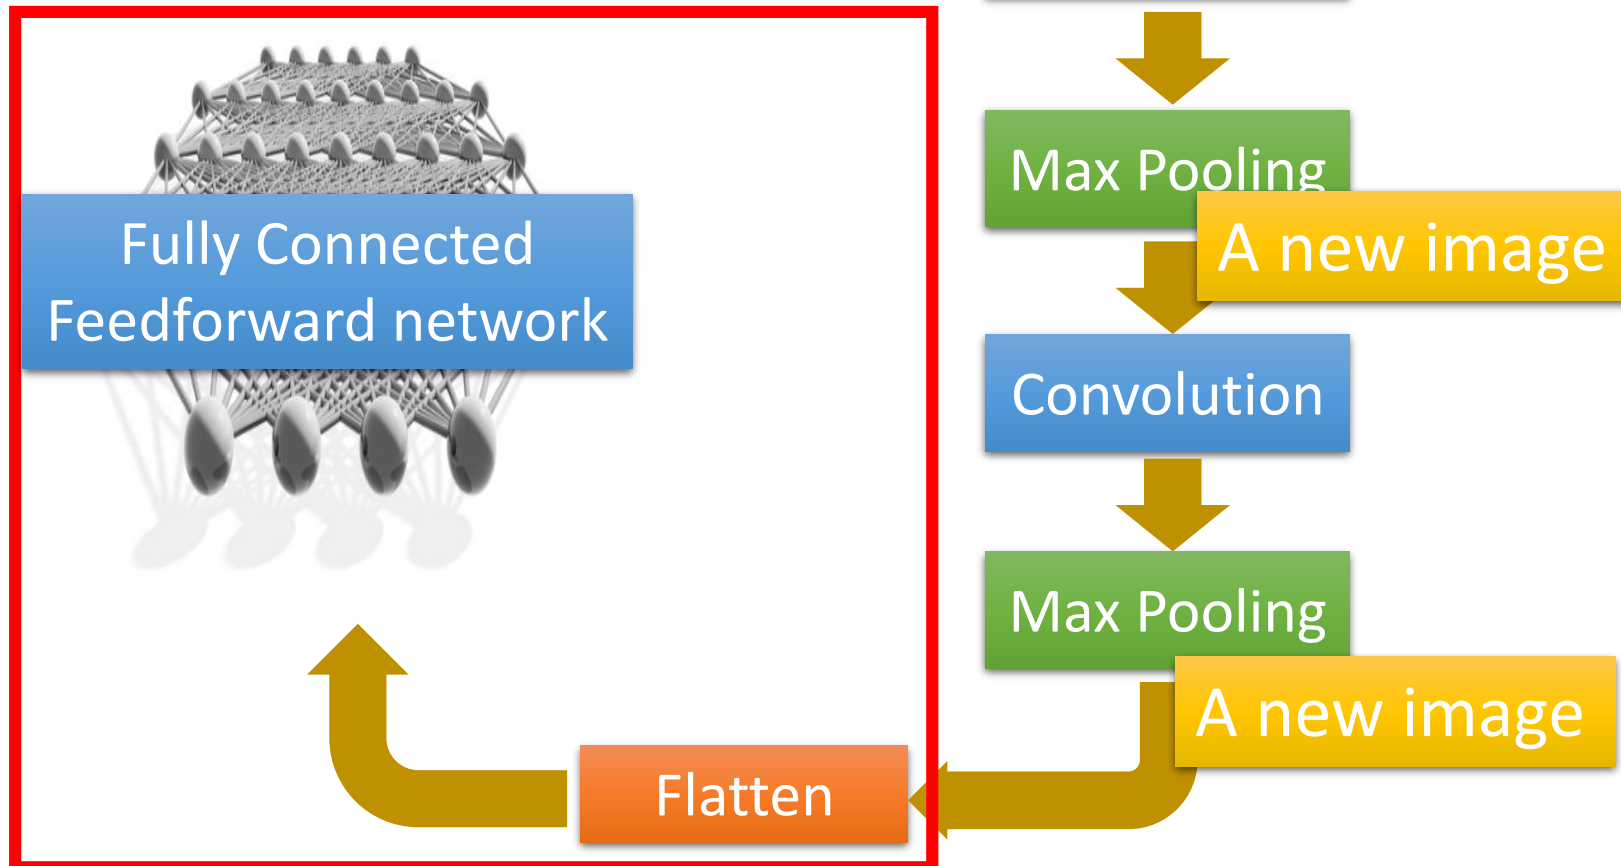 Max Pooling
A new image
Fully Connected
Feedforward network
Convolution
Max Pooling
A new image
Flatten